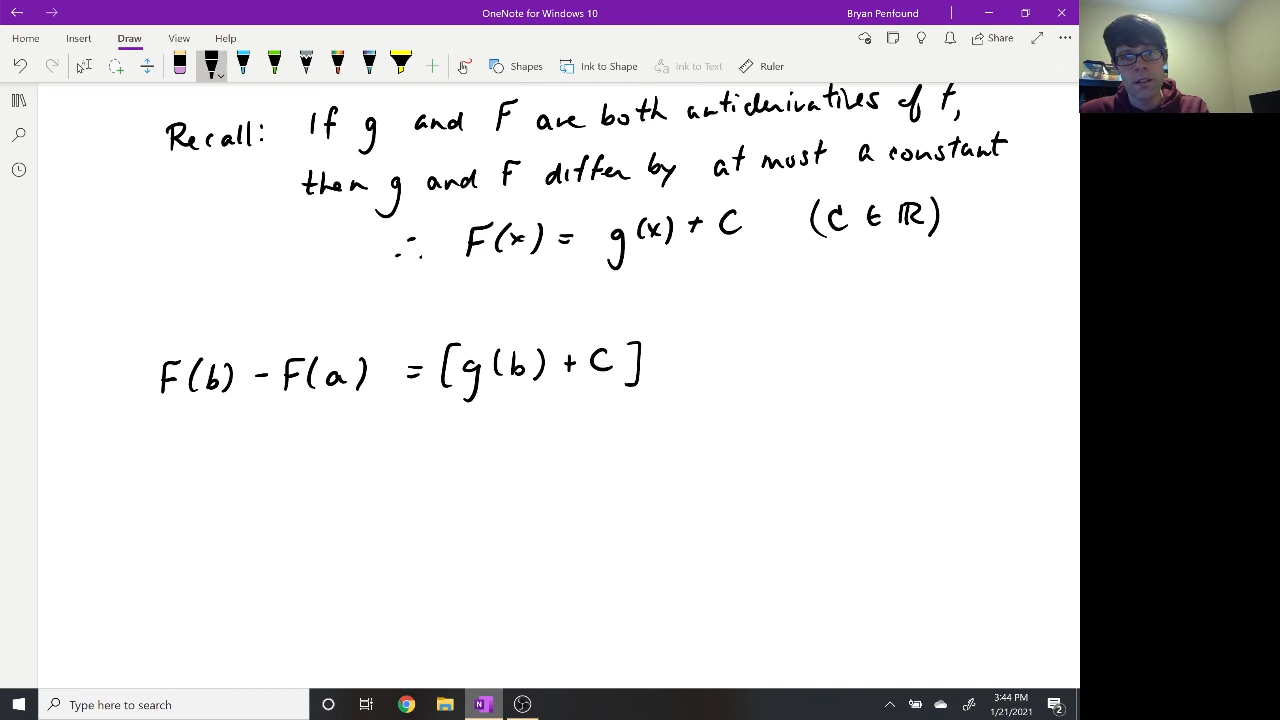 OneNote for Windows 10
Bryan Penfound
Home Insert Draw View Help
Share
Shapes Ink to Shape Ink to Text Ruler
Recall: If g and F are both antiderivatives of f,
then g and F differ by at most a constant
∴ F(x) = g(x) + C (C ∈ ℝ)
F(b) - F(a) = [g(b) + C]
Type here to search
3:44 PM
1/21/2021
2